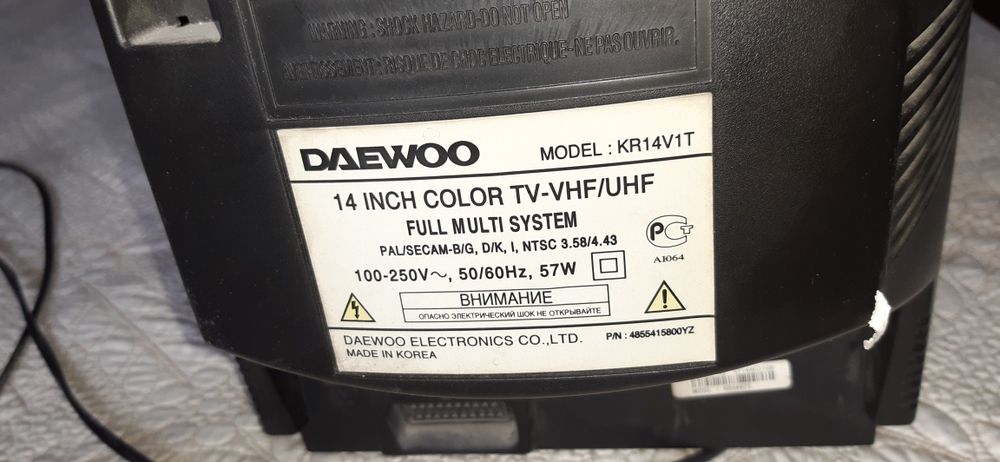 WARNING : SHOCK HAZARD-DO NOT OPEN
AVERTISSEMENT : RISQUE DE CHOC ELECTRIQUE-NE PAS OUVRIR.
DAEWOO
MODEL : KR14V1T
14 INCH COLOR TV-VHF/UHF
FULL MULTI SYSTEM
PAL/SECAM-B/G, D/K, I, NTSC 3.58/4.43
100-250V~, 50/60Hz, 57W
РСТ
АЮ64
ВНИМАНИЕ
ОПАСНО ЭЛЕКТРИЧЕСКИЙ ШОК НЕ ОТКРЫВАЙТЕ
DAEWOO ELECTRONICS CO.,LTD.
P/N : 4855415800YZ
MADE IN KOREA